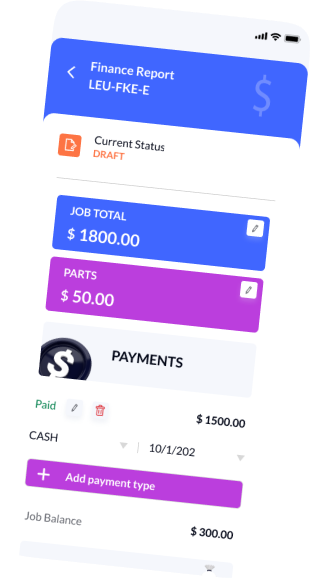 Finance Report
LEU-FKE-E
$
Current Status
DRAFT
JOB TOTAL
$ 1800.00
PARTS
$ 50.00
$
PAYMENTS
Paid
$ 1500.00
CASH
10/1/202
Add payment type
Job Balance
$ 300.00